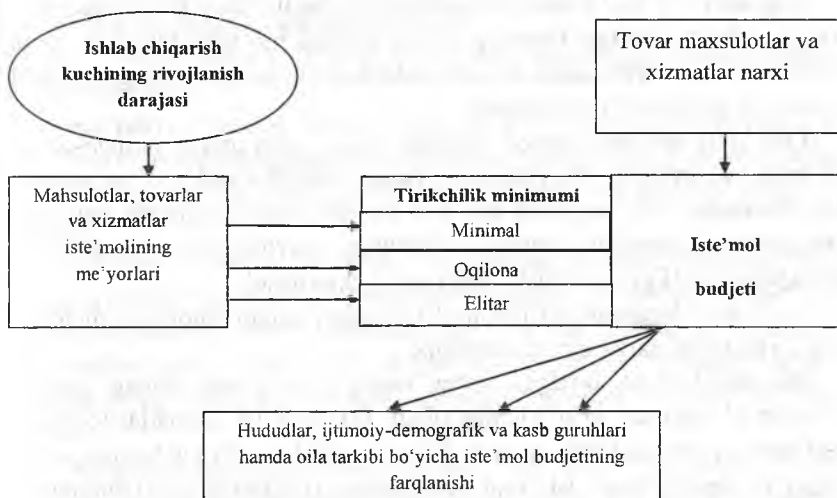 Ishlab chiqarish
kuchining rivojlanish
darajasi
Tovar maxsulotlar va
xizmatlar narxi
Mahsulotlar, tovarlar
va xizmatlar
iste’molining
me’yorlari
Tirikchilik minimumi
Minimal
Oqilona
Elitar
Iste’mol
budjeti
Hududlar, ijtimoiy-demografik va kasb guruhlari
hamda oila tarkibi bo‘yicha iste’mol budjetining
farqlanishi